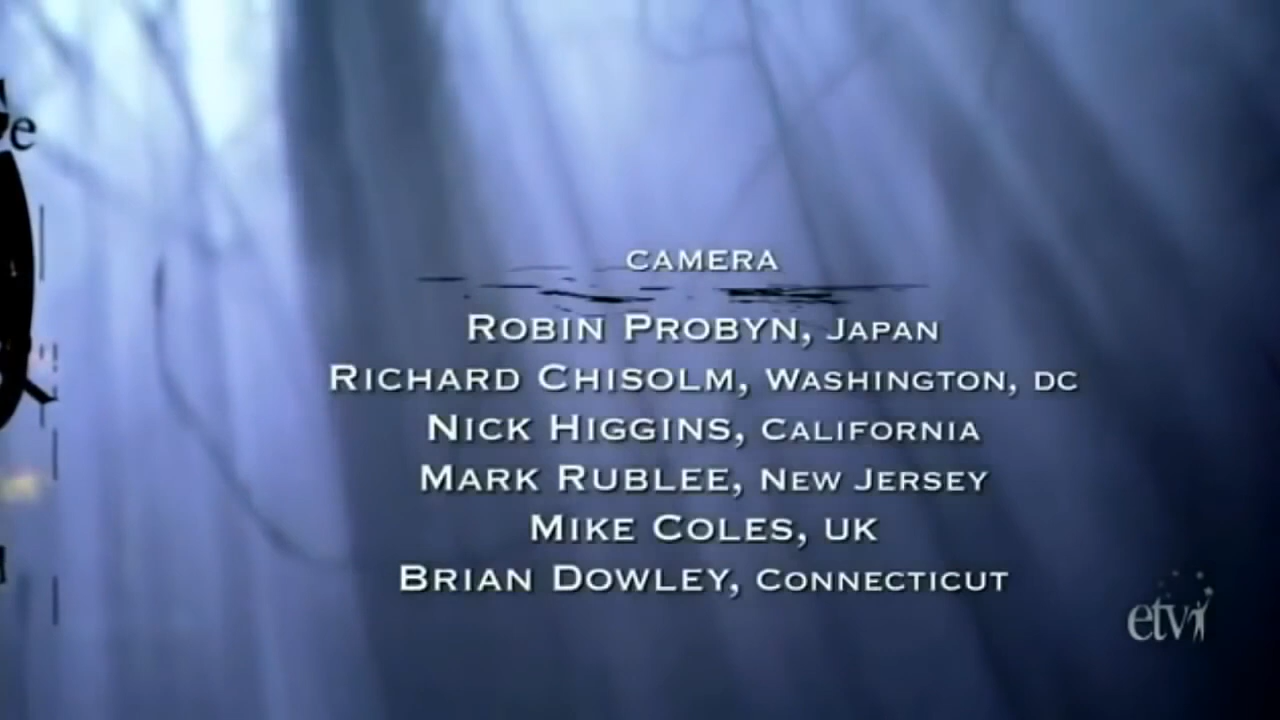 e
CAMERA
ROBIN PROBYN, JAPAN
RICHARD CHISOLM, WASHINGTON, DC
NICK HIGGINS, CALIFORNIA
MARK RUBLEE, NEW JERSEY
MIKE COLES, UK
BRIAN DOWLEY, CONNECTICUT
etv